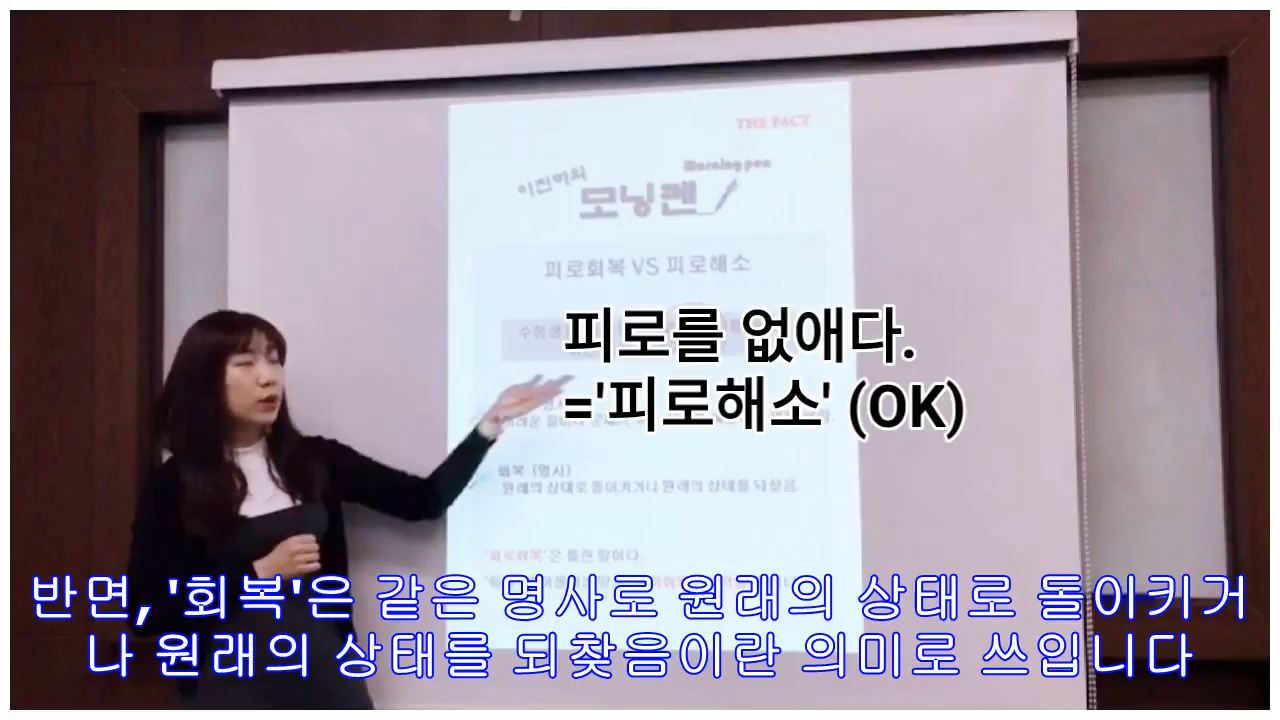 THE FACT
이진미의
Morning pen
모닝펜
피로회복 VS 피로해소
수험생
피로를 없애다.
='피로해소' (OK)
회복 (명사)
원래의 상태로 돌이키거나 원래의 상태를 되찾음.
'피로회복'은 틀린 말이다
반면, '회복'은 같은 명사로 원래의 상태로 돌이키거
나 원래의 상태를 되찾음이란 의미로 쓰입니다